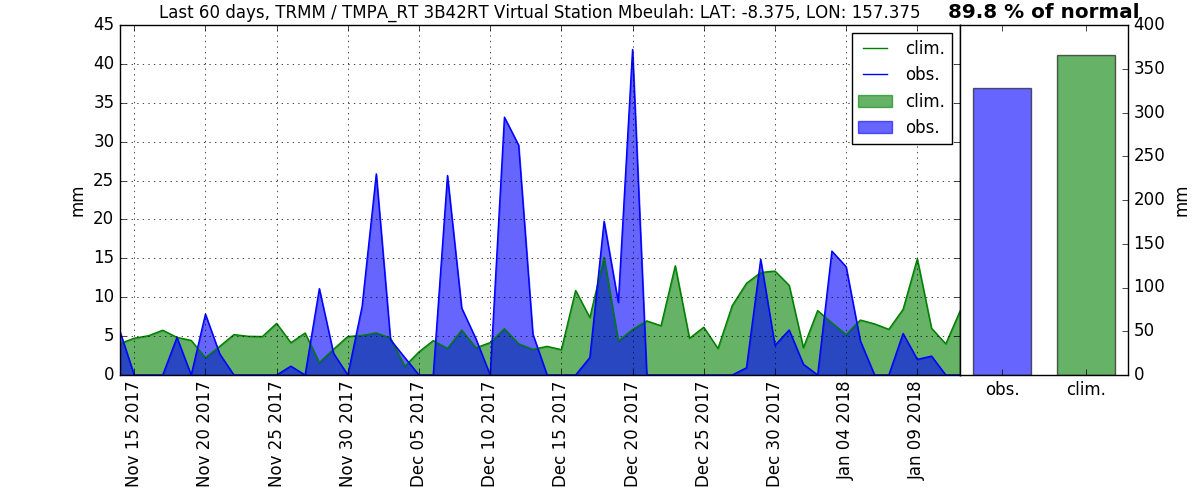 Last 60 days, TRMM / TMPA_RT 3B42RT Virtual Station Mbeulah: LAT: -8.375, LON: 157.375
89.8 % of normal
45
40
35
30
25
20
15
10
5
0
mm
clim.
obs.
clim.
obs.
Nov 15 2017
Nov 20 2017
Nov 25 2017
Nov 30 2017
Dec 05 2017
Dec 10 2017
Dec 15 2017
Dec 20 2017
Dec 25 2017
Dec 30 2017
Jan 04 2018
Jan 09 2018
400
350
300
250
200
150
100
50
0
mm
obs.
clim.